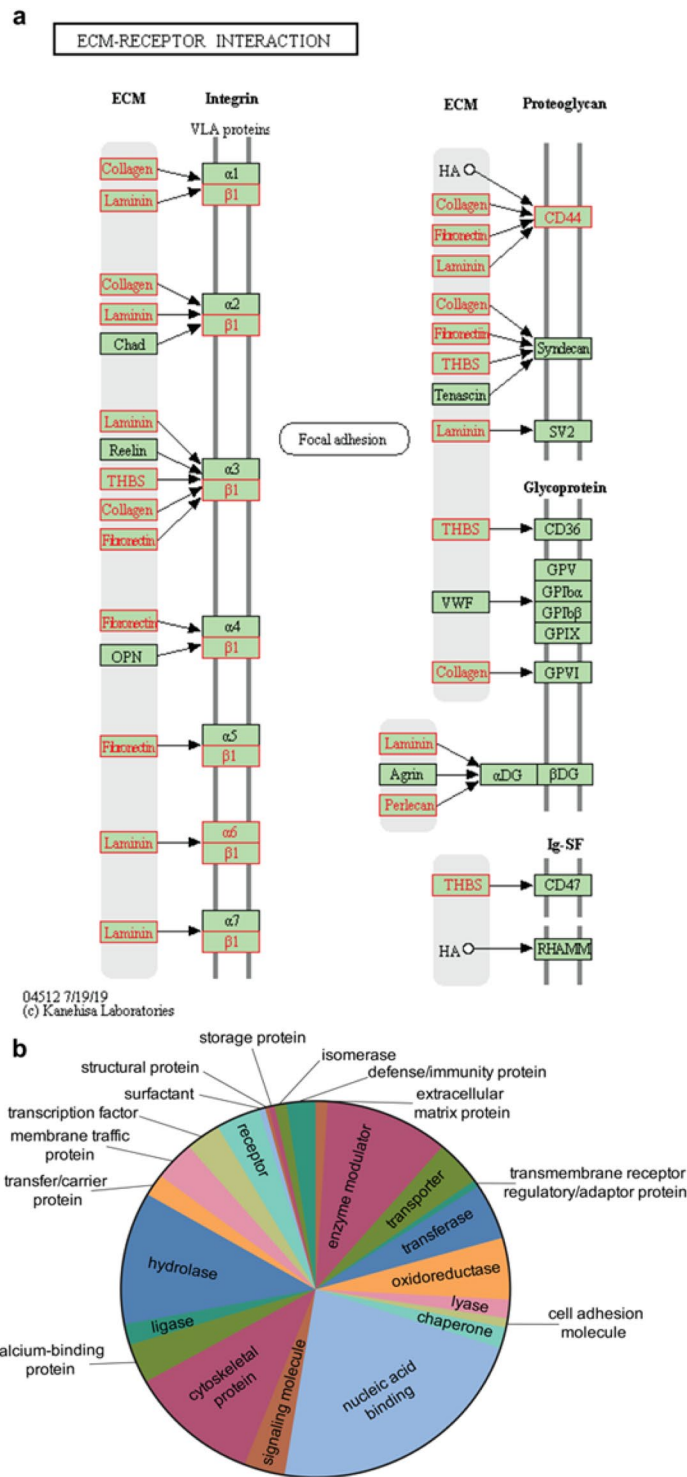 a
ECM-RECEPTOR INTERACTION
ECM
Integrin
VLA proteins
Collagen
Laminin
α1
β1
Collagen
Laminin
Chad
α2
β1
Laminin
Reelin
THBS
Collagen
Fibronectin
α3
β1
Fibronectin
OPN
α4
β1
Fibronectin
α5
β1
Laminin
α6
β1
Laminin
α7
β1
Focal adhesion
ECM
Proteoglycan
HA
Collagen
Fibronectin
Laminin
CD44
Collagen
Fibronectin
THBS
Tenascin
Syndecan
Laminin
SV2
Glycoprotein
THBS
CD36
VWF
GPV
GPIbα
GPIbβ
GPIX
Collagen
GPVI
Laminin
Agrin
Perlecan
αDG
βDG
Ig-SF
THBS
CD47
HA
RHAMM
04512 7/19/19
(c) Kanehisa Laboratories
b
storage protein
isomerase
structural protein
defense/immunity protein
surfactant
extracellular
matrix protein
transcription factor
membrane traffic
protein
transfer/carrier
protein
receptor
enzyme modulator
transporter
transmembrane receptor
regulatory/adaptor protein
transferase
hydrolase
oxidoreductase
lyase
cell adhesion
molecule
chaperone
ligase
alcium-binding
protein
cytoskeletal
protein
signaling molecule
nucleic acid
binding